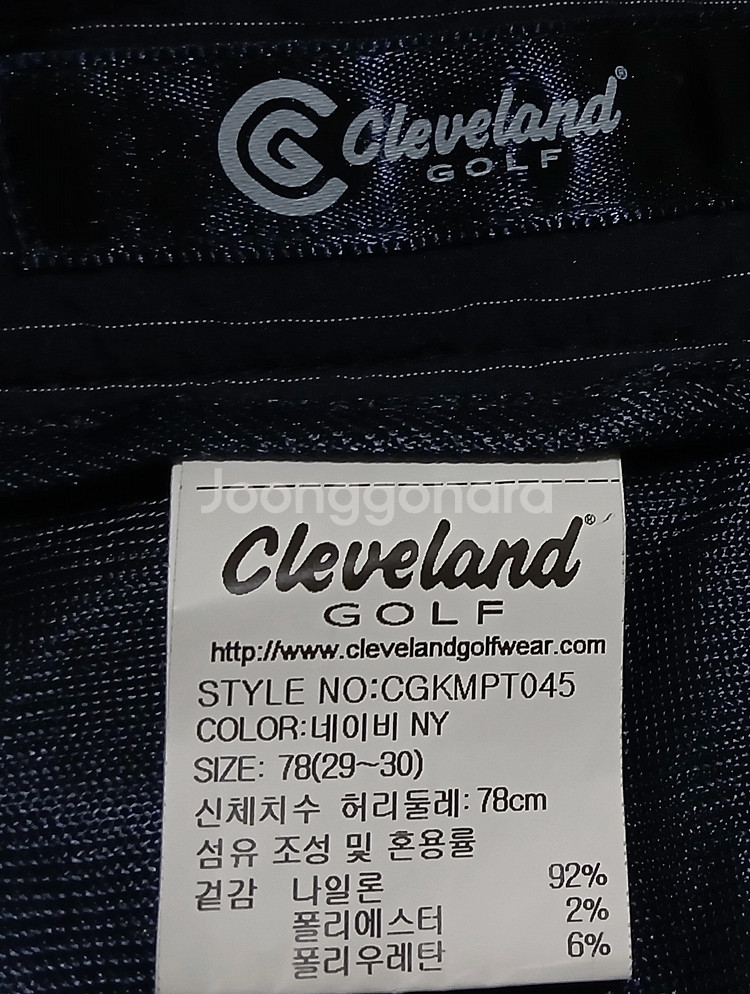 CG Cleveland®
GOLF
Joonggonara
Cleveland®
GOLF
http://www.clevelandgolfwear.com
STYLE NO:CGKMPT045
COLOR:네이비 NY
SIZE: 78(29~30)
신체치수 허리둘레: 78cm
섬유 조성 및 혼용률
겉감 나일론 92%
폴리에스터 2%
폴리우레탄 6%